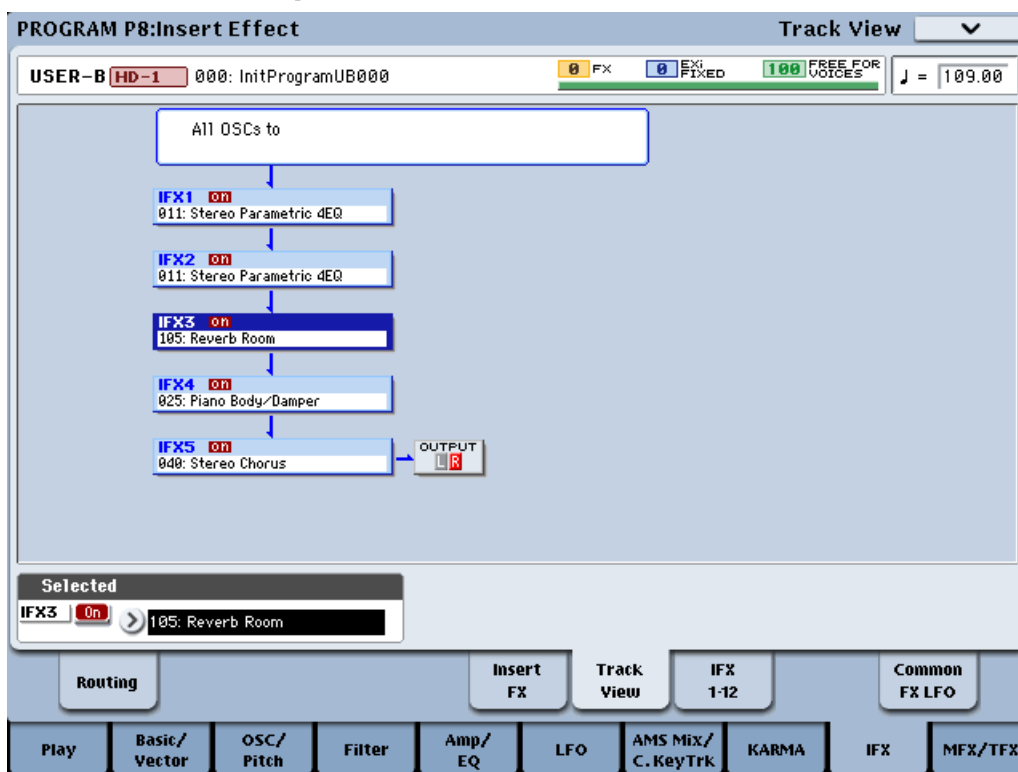 PROGRAM P8:Insert Effect Track View
USER-B HD-1 000: InitProgramUB000 0 FX 0 EXi FIXED 100 FREE FOR VOICES ♩ = 109.00
All OSCs to
IFX1 on
011: Stereo Parametric 4EQ
IFX2 on
011: Stereo Parametric 4EQ
IFX3 on
105: Reverb Room
IFX4 on
025: Piano Body/Damper
IFX5 on
040: Stereo Chorus
OUTPUT
L R
Selected
IFX3 On 105: Reverb Room
Routing
Insert FX
Track View
IFX 1-12
Common FX LFO
Play
Basic/ Vector
OSC/ Pitch
Filter
Amp/ EQ
LFO
AMS Mix/ C.KeyTrk
KARMA
IFX
MFX/TFX